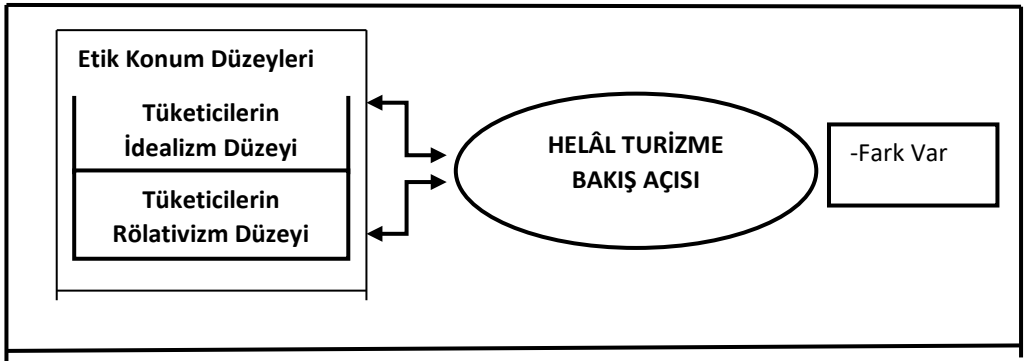 Etik Konum Düzeyleri
Tüketicilerin
İdealizm Düzeyi
Tüketicilerin
Rölativizm Düzeyi
HELÂL TURİZME
BAKIŞ AÇISI
-Fark Var